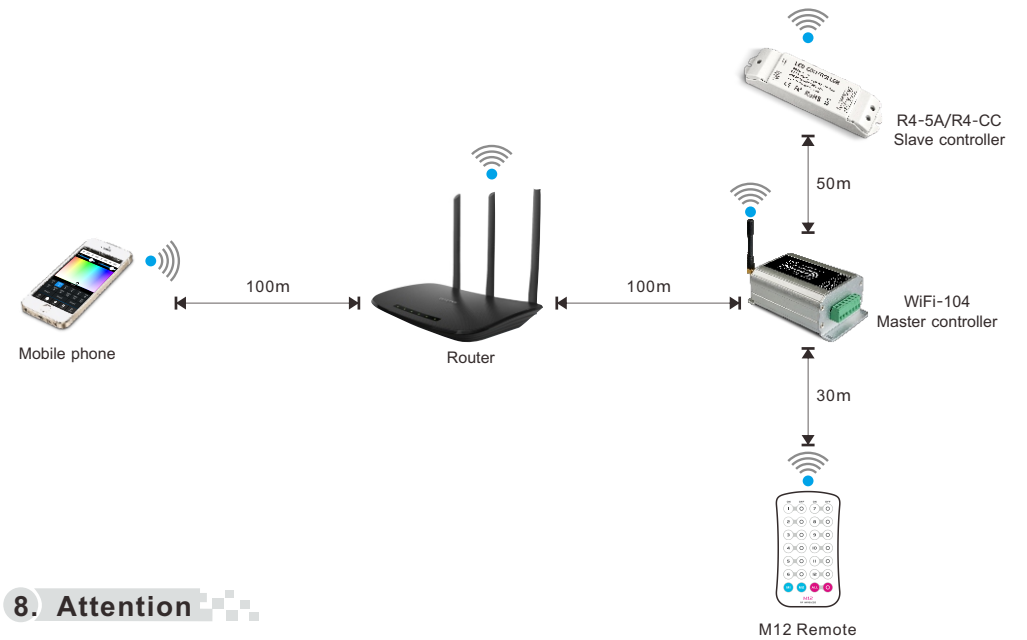 R4-5A/R4-CC
Slave controller
50m
100m
100m
WiFi-104
Master controller
Mobile phone
Router
30m
M12
M12 Remote
8. Attention